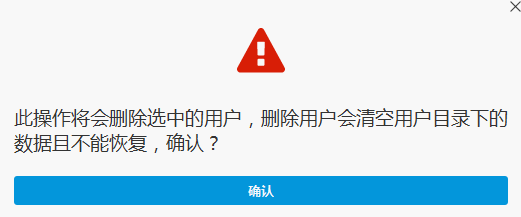 此操作将会删除选中的用户，删除用户会清空用户目录下的
数据且不能恢复，确认？
确认